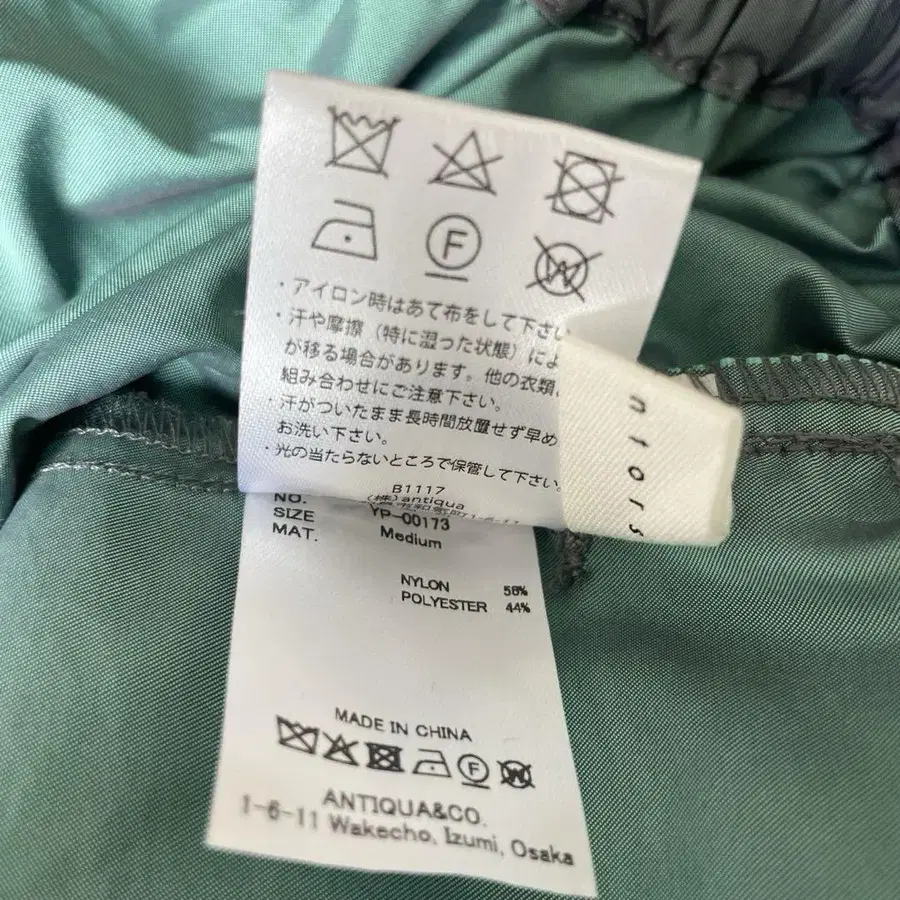 F
W
・アイロン時はあて布をして下さい
・汗や摩擦（特に湿った状態）によ
が移る場合があります。他の衣類
組み合わせにご注意下さい。
・汗がついたまま長時間放置せず早め
お洗い下さい。
・光の当たらないところで保管して下さい。
B1117
(株)antiqua
ntors
NO. YP-00173
SIZE Medium
MAT.
NYLON 56%
POLYESTER 44%
MADE IN CHINA
F
W
ANTIQUA&CO.
1-6-11 Wakecho, Izumi, Osaka